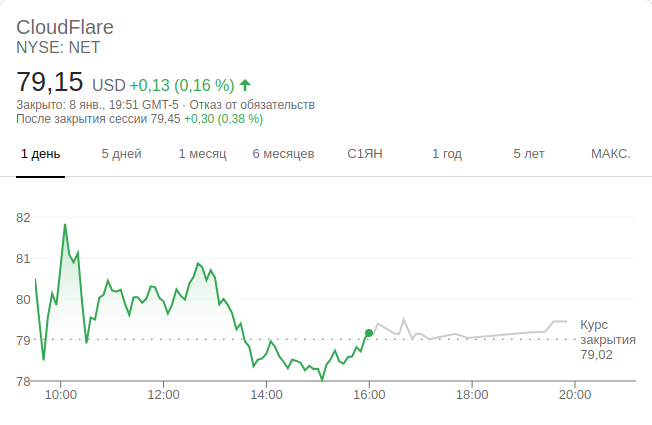 CloudFlare
NYSE: NET
79,15 USD +0,13 (0,16 %)
Закрыто: 8 янв., 19:51 GMT-5 · Отказ от обязательств
После закрытия сессии 79,45 +0,30 (0,38 %)
1 день 5 дней 1 месяц 6 месяцев С1ЯН 1 год 5 лет МАКС.
82
81
80
79
78
Курс
закрытия
79,02
10:00 12:00 14:00 16:00 18:00 20:00